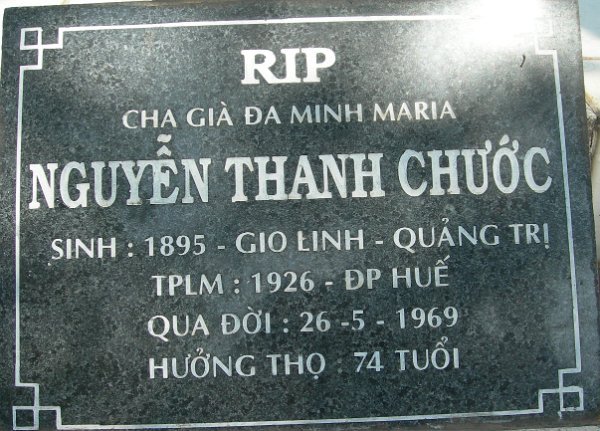 RIP
CHA GIÀ ĐA MINH MARIA
NGUYỄN THANH CHƯỚC
SINH : 1895 - GIO LINH - QUẢNG TRỊ
TPLM : 1926 - ĐP HUẾ
QUA ĐỜI : 26 -5 - 1969
HƯỞNG THỌ : 74 TUỔI